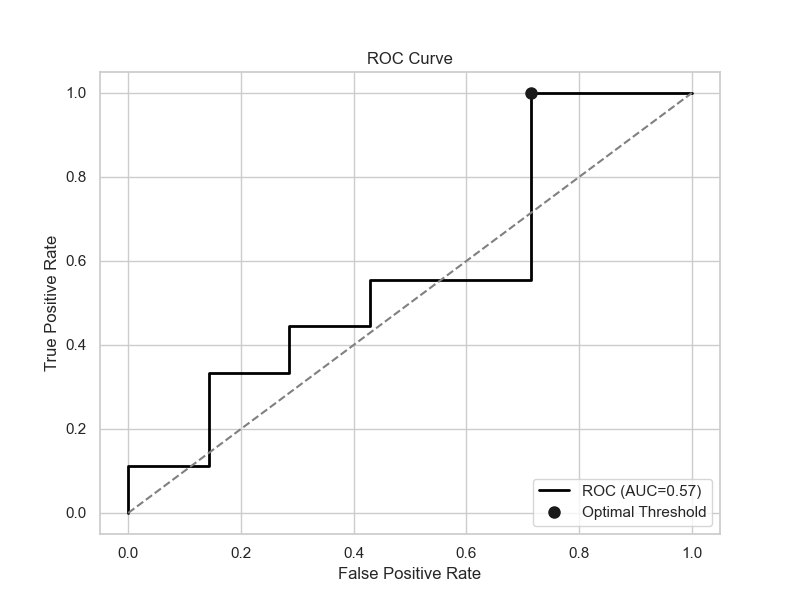 ROC Curve
1.0
0.8
0.6
0.4
0.2
0.0
True Positive Rate
0.0 0.2 0.4 0.6 0.8 1.0
False Positive Rate
ROC (AUC=0.57)
Optimal Threshold